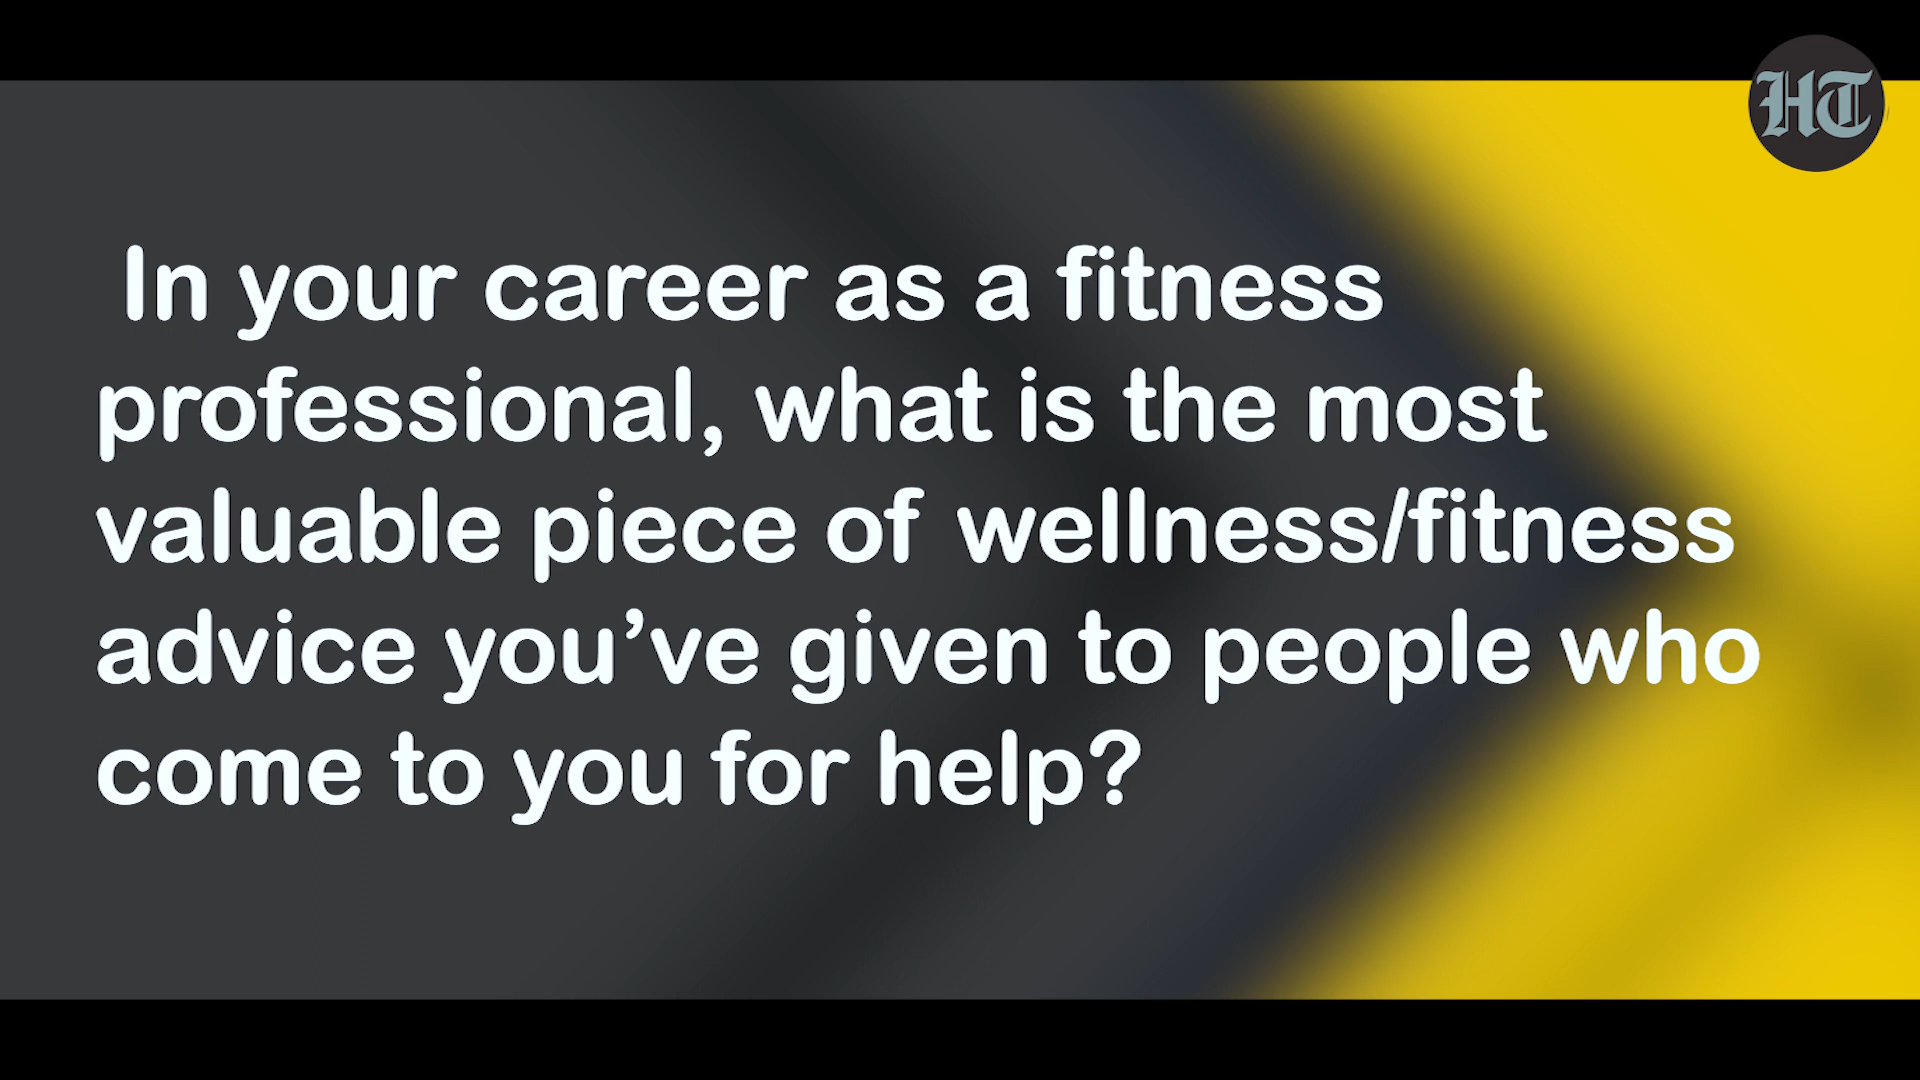 HT
In your career as a fitness
professional, what is the most
valuable piece of wellness/fitness
advice you’ve given to people who
come to you for help?